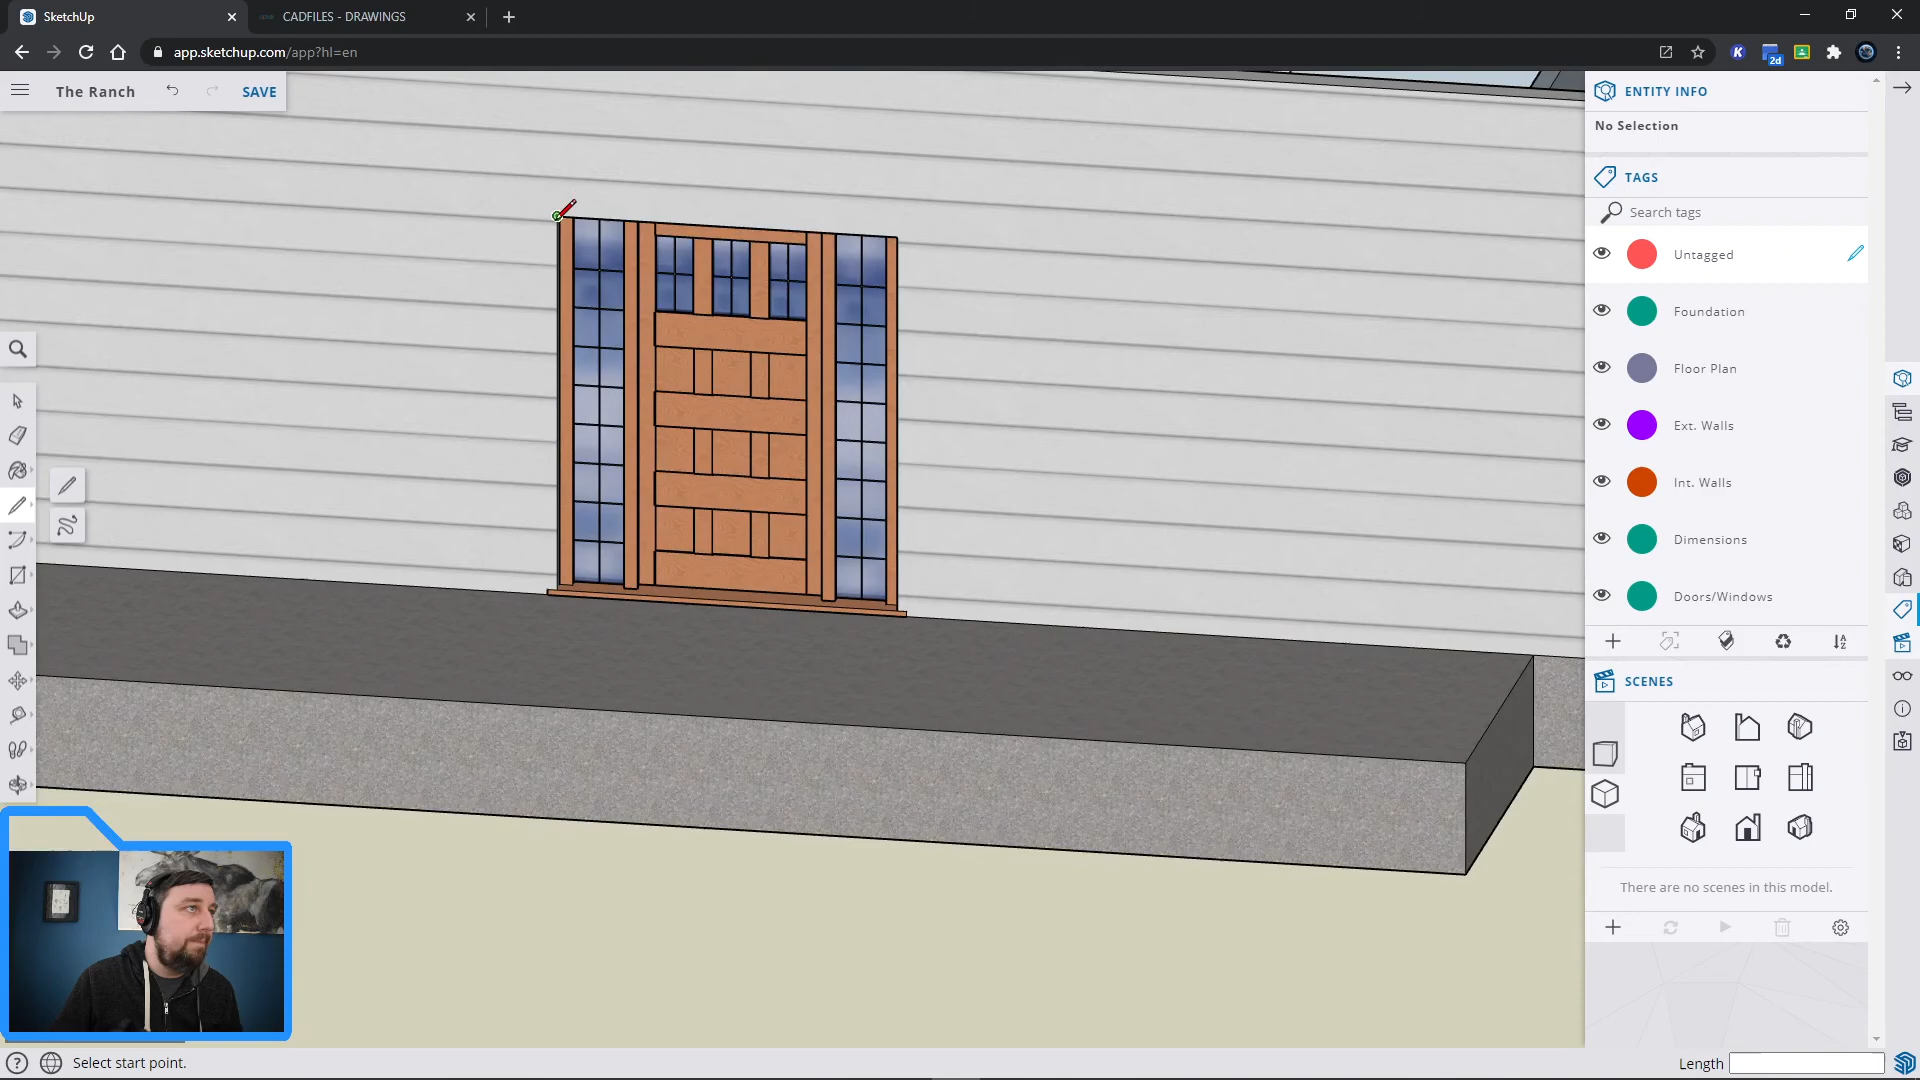 SketchUp
CADFILES - DRAWINGS
app.sketchup.com/app?hl=en
K
2d
The Ranch
SAVE
ENTITY INFO
No Selection
TAGS
Search tags
Untagged
Foundation
Floor Plan
Ext. Walls
Int. Walls
Dimensions
Doors/Windows
SCENES
There are no scenes in this model.
Select start point.
Length